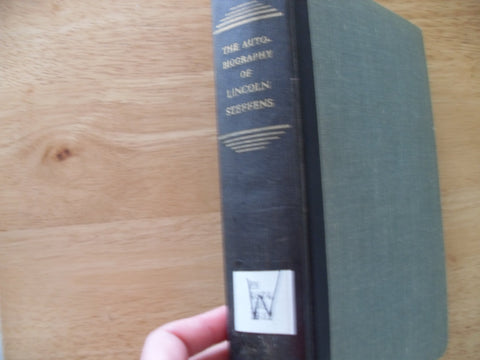 THE AUTO-
BIOGRAPHY
OF
LINCOLN
STEFFENS